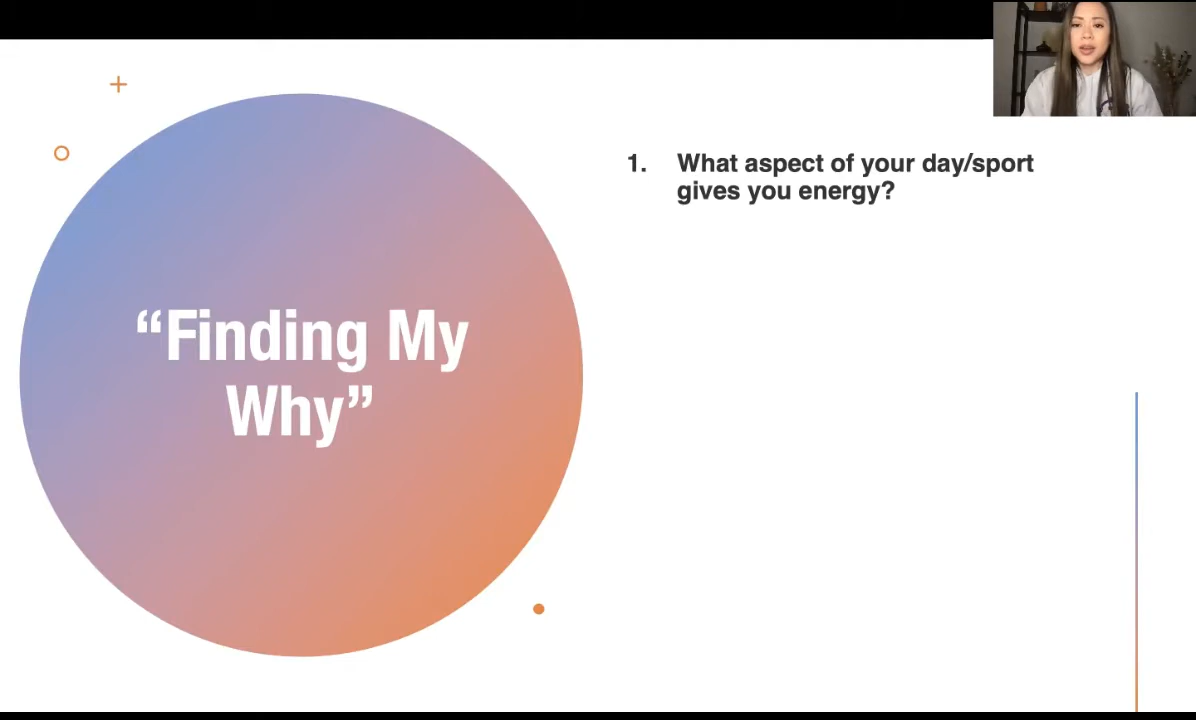 “Finding My
Why”
1. What aspect of your day/sport
gives you energy?